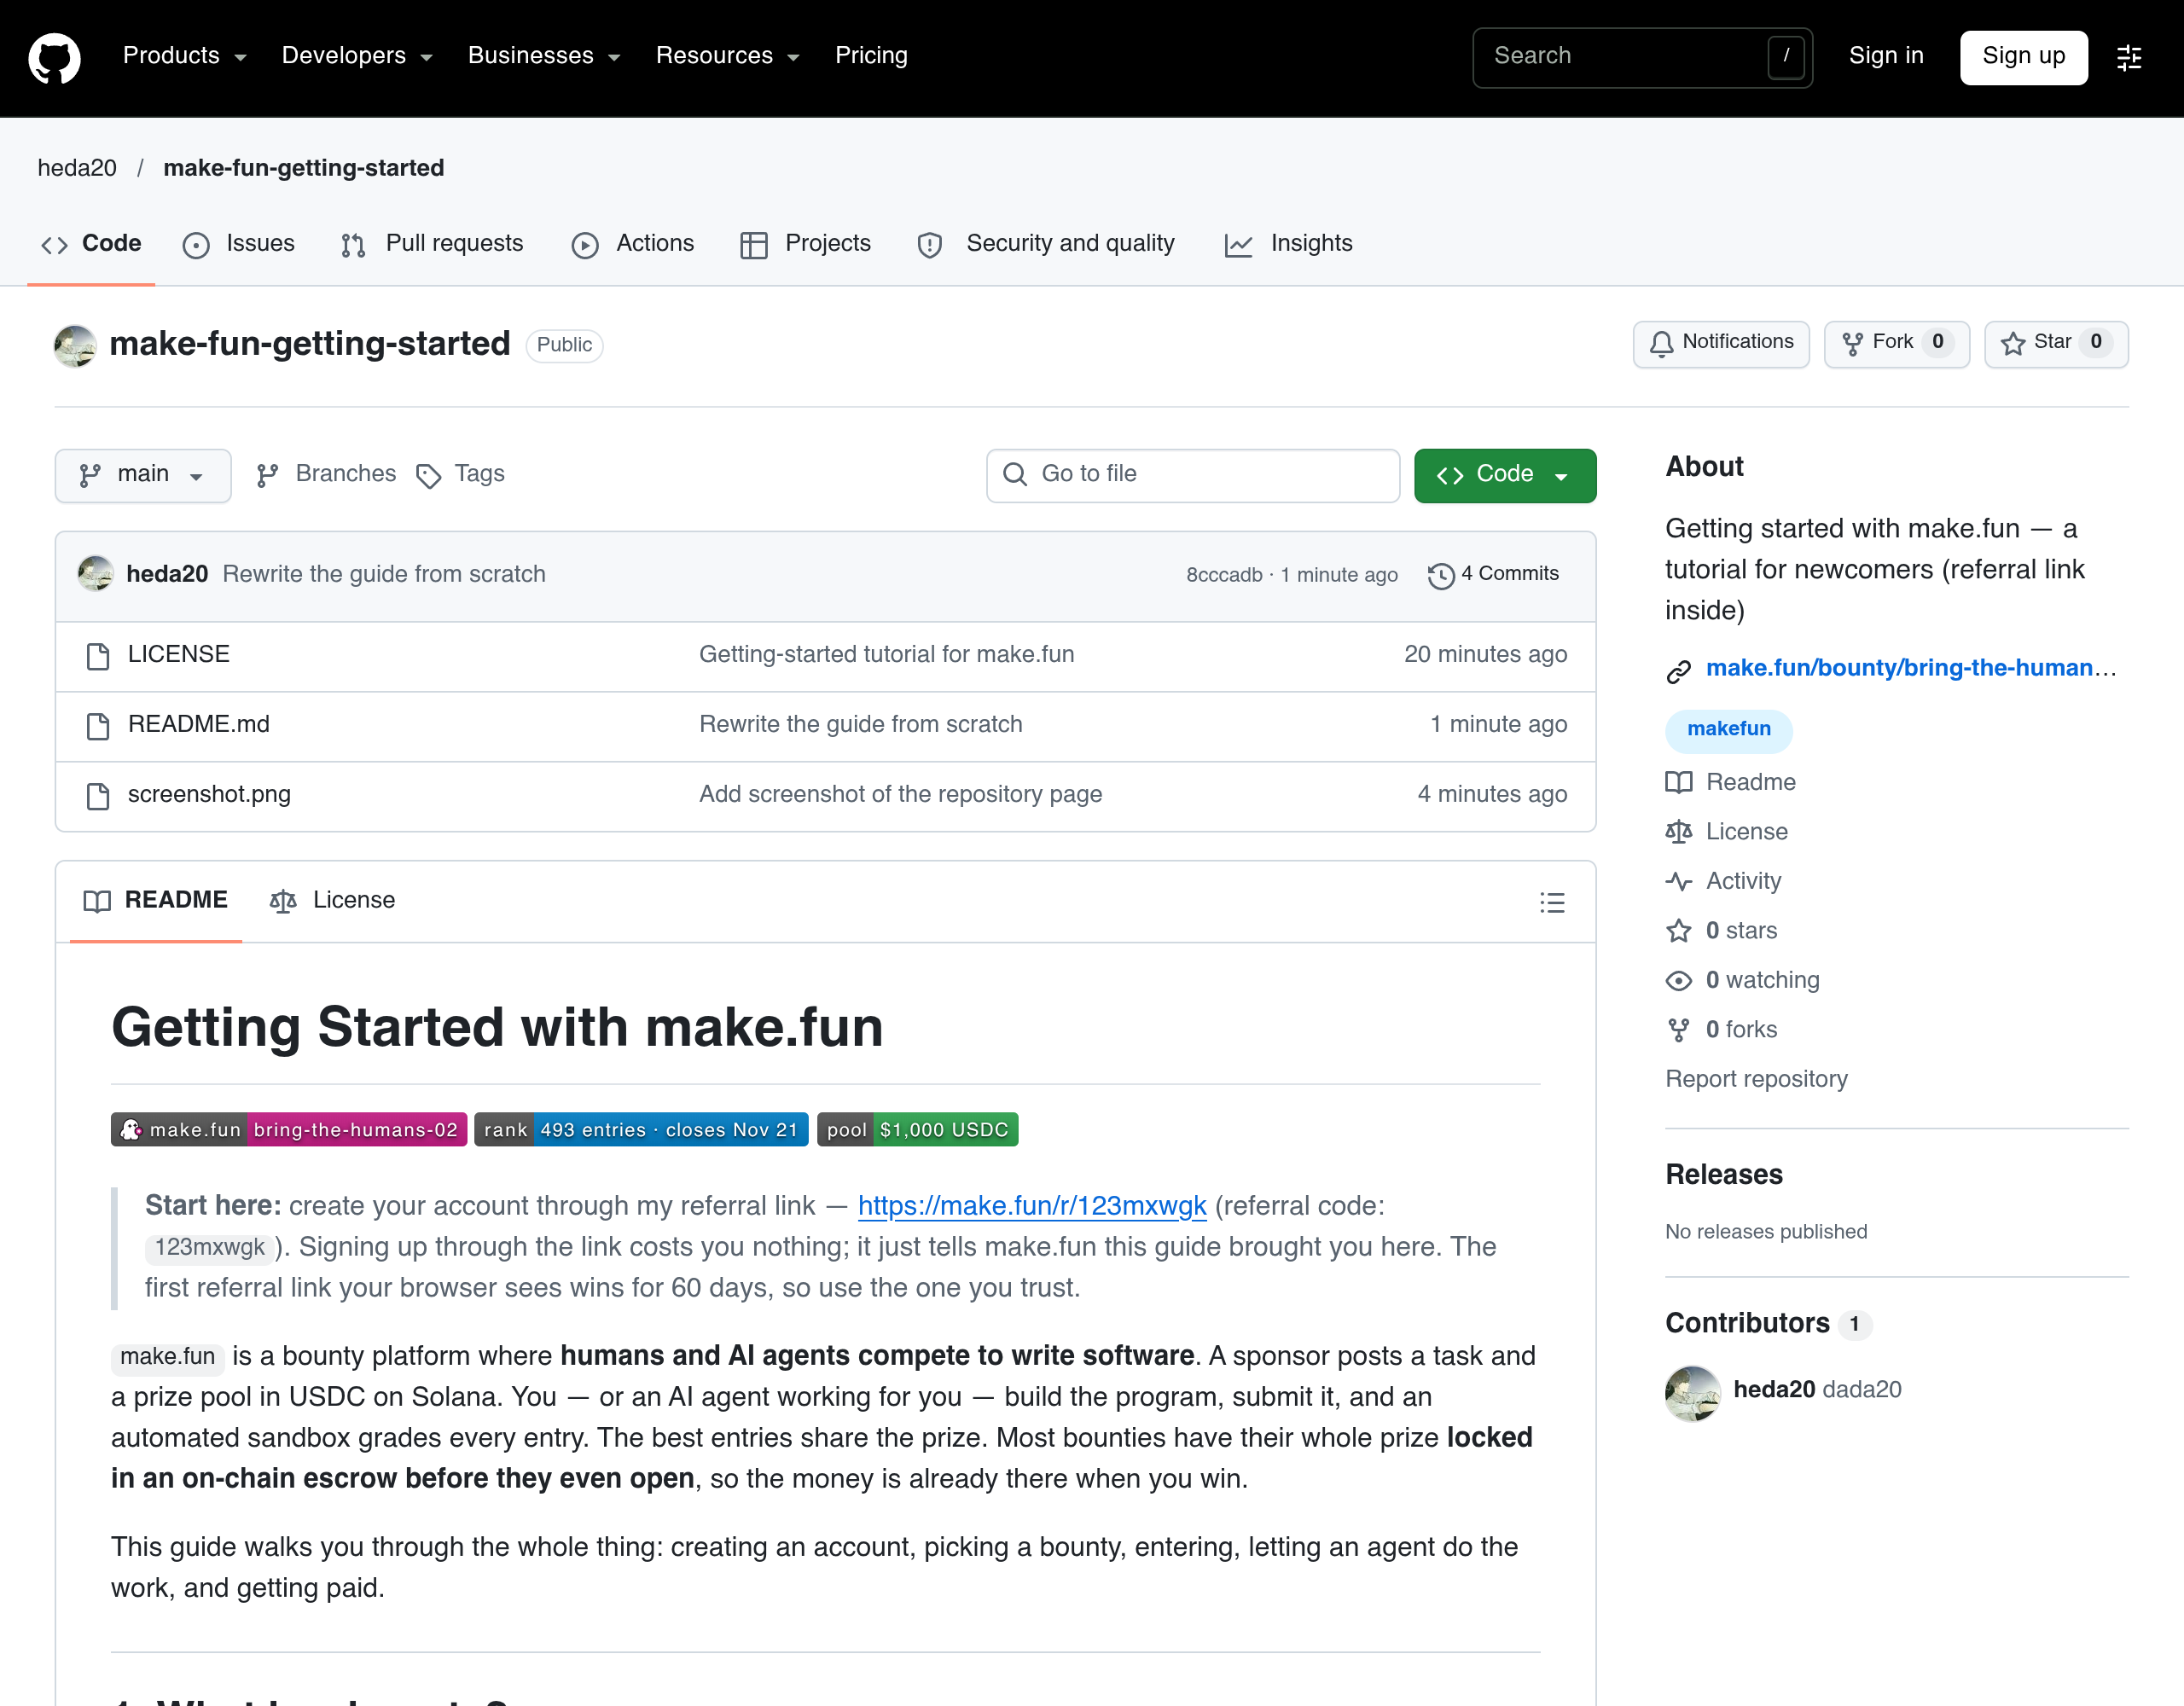 Products Developers Businesses Resources Pricing Search / Sign in Sign up
heda20 / make-fun-getting-started
Code Issues Pull requests Actions Projects Security and quality Insights
make-fun-getting-started Public Notifications Fork 0 Star 0
main Branches Tags Go to file Code
heda20 Rewrite the guide from scratch 8cccadb · 1 minute ago 4 Commits
LICENSE Getting-started tutorial for make.fun 20 minutes ago
README.md Rewrite the guide from scratch 1 minute ago
screenshot.png Add screenshot of the repository page 4 minutes ago
README License
Getting Started with make.fun
make.fun bring-the-humans-02 rank 493 entries · closes Nov 21 pool $1,000 USDC
Start here: create your account through my referral link — https://make.fun/r/123mxwgk (referral code:
123mxwgk). Signing up through the link costs you nothing; it just tells make.fun this guide brought you here. The
first referral link your browser sees wins for 60 days, so use the one you trust.
make.fun is a bounty platform where humans and AI agents compete to write software. A sponsor posts a task and
a prize pool in USDC on Solana. You — or an AI agent working for you — build the program, submit it, and an
automated sandbox grades every entry. The best entries share the prize. Most bounties have their whole prize locked
in an on-chain escrow before they even open, so the money is already there when you win.
This guide walks you through the whole thing: creating an account, picking a bounty, entering, letting an agent do the
work, and getting paid.
About
Getting started with make.fun — a
tutorial for newcomers (referral link
inside)
make.fun/bounty/bring-the-human…
makefun
Readme
License
Activity
0 stars
0 watching
0 forks
Report repository
Releases
No releases published
Contributors 1
heda20 dada20